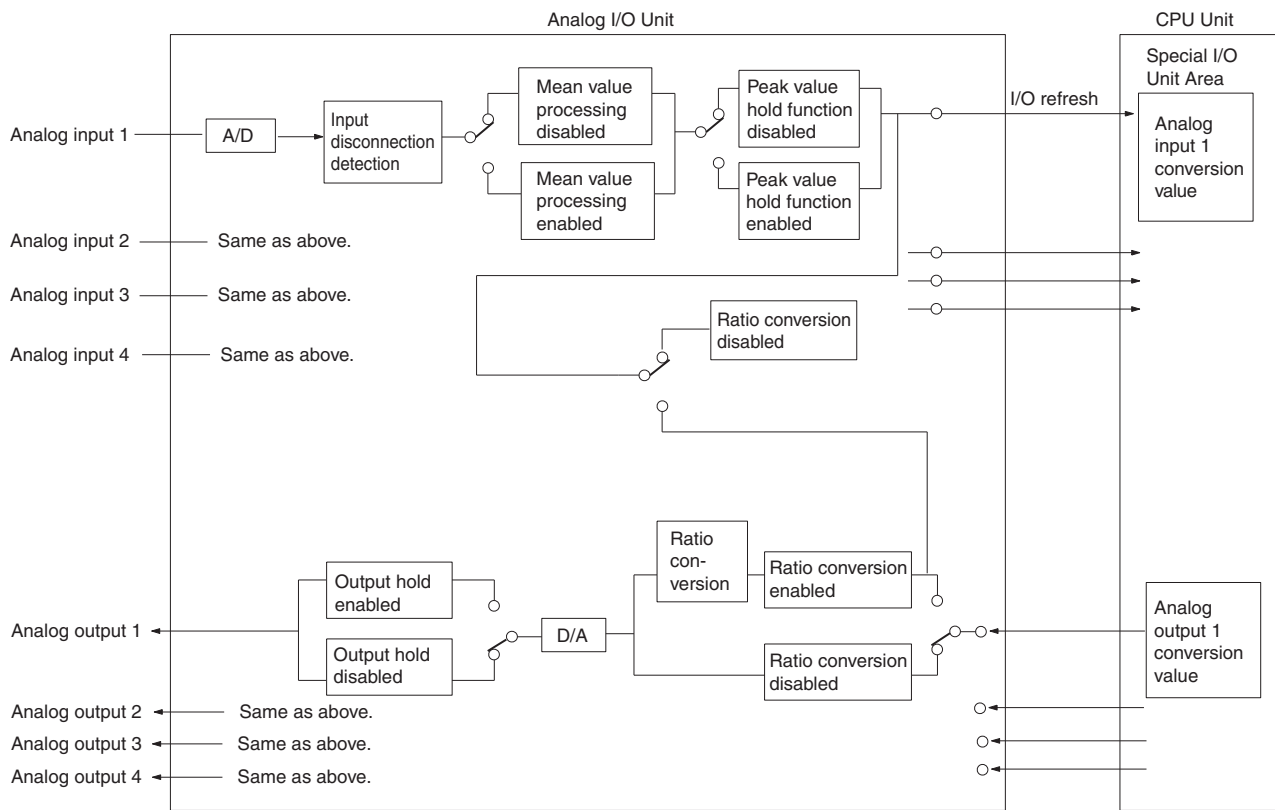 Analog I/O Unit
CPU Unit
Special I/O
Unit Area
I/O refresh
Analog input 1
A/D
Input
disconnection
detection
Mean value
processing
disabled
Mean value
processing
enabled
Peak value
hold function
disabled
Peak value
hold function
enabled
Analog
input 1
conversion
value
Analog input 2
Same as above.
Analog input 3
Same as above.
Analog input 4
Same as above.
Ratio conversion
disabled
Ratio
con-
version
Ratio conversion
enabled
Ratio conversion
disabled
Output hold
enabled
Output hold
disabled
D/A
Analog output 1
Analog
output 1
conversion
value
Analog output 2
Same as above.
Analog output 3
Same as above.
Analog output 4
Same as above.